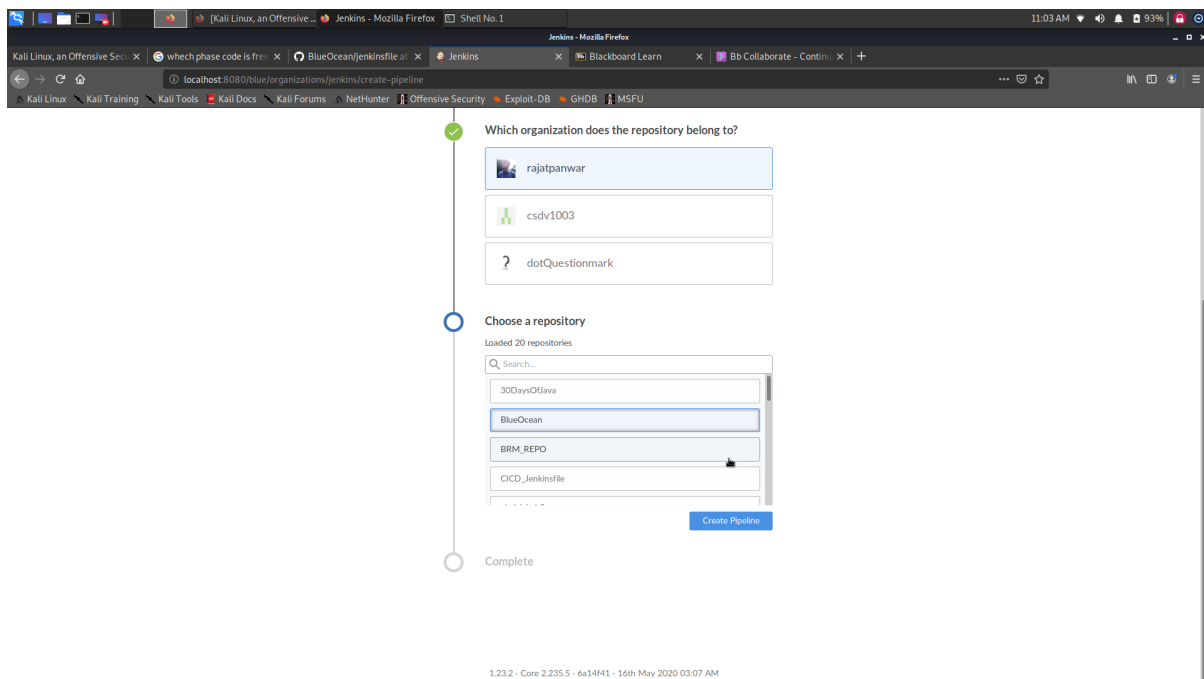 [Kali Linux, an Offensive ... Jenkins - Mozilla Firefox Shell No. 1 11:03 AM 93%
Jenkins - Mozilla Firefox
Kali Linux, an Offensive Secu whech phase code is free BlueOcean/jenkinsfile at Jenkins Blackboard Learn Bb Collaborate - Continu
localhost:8080/blue/organizations/jenkins/create-pipeline
Kali Linux Kali Training Kali Tools Kali Docs Kali Forums NetHunter Offensive Security Exploit-DB GHDB MSFU
Which organization does the repository belong to?
rajatpanwar
csdv1003
dotQuestionmark
Choose a repository
Loaded 20 repositories
Search...
30DaysOfJava
BlueOcean
BRM_REPO
CICD_Jenkinsfile
Create Pipeline
Complete
1.23.2 - Core 2.235.5 - 6a14f41 - 16th May 2020 03:07 AM